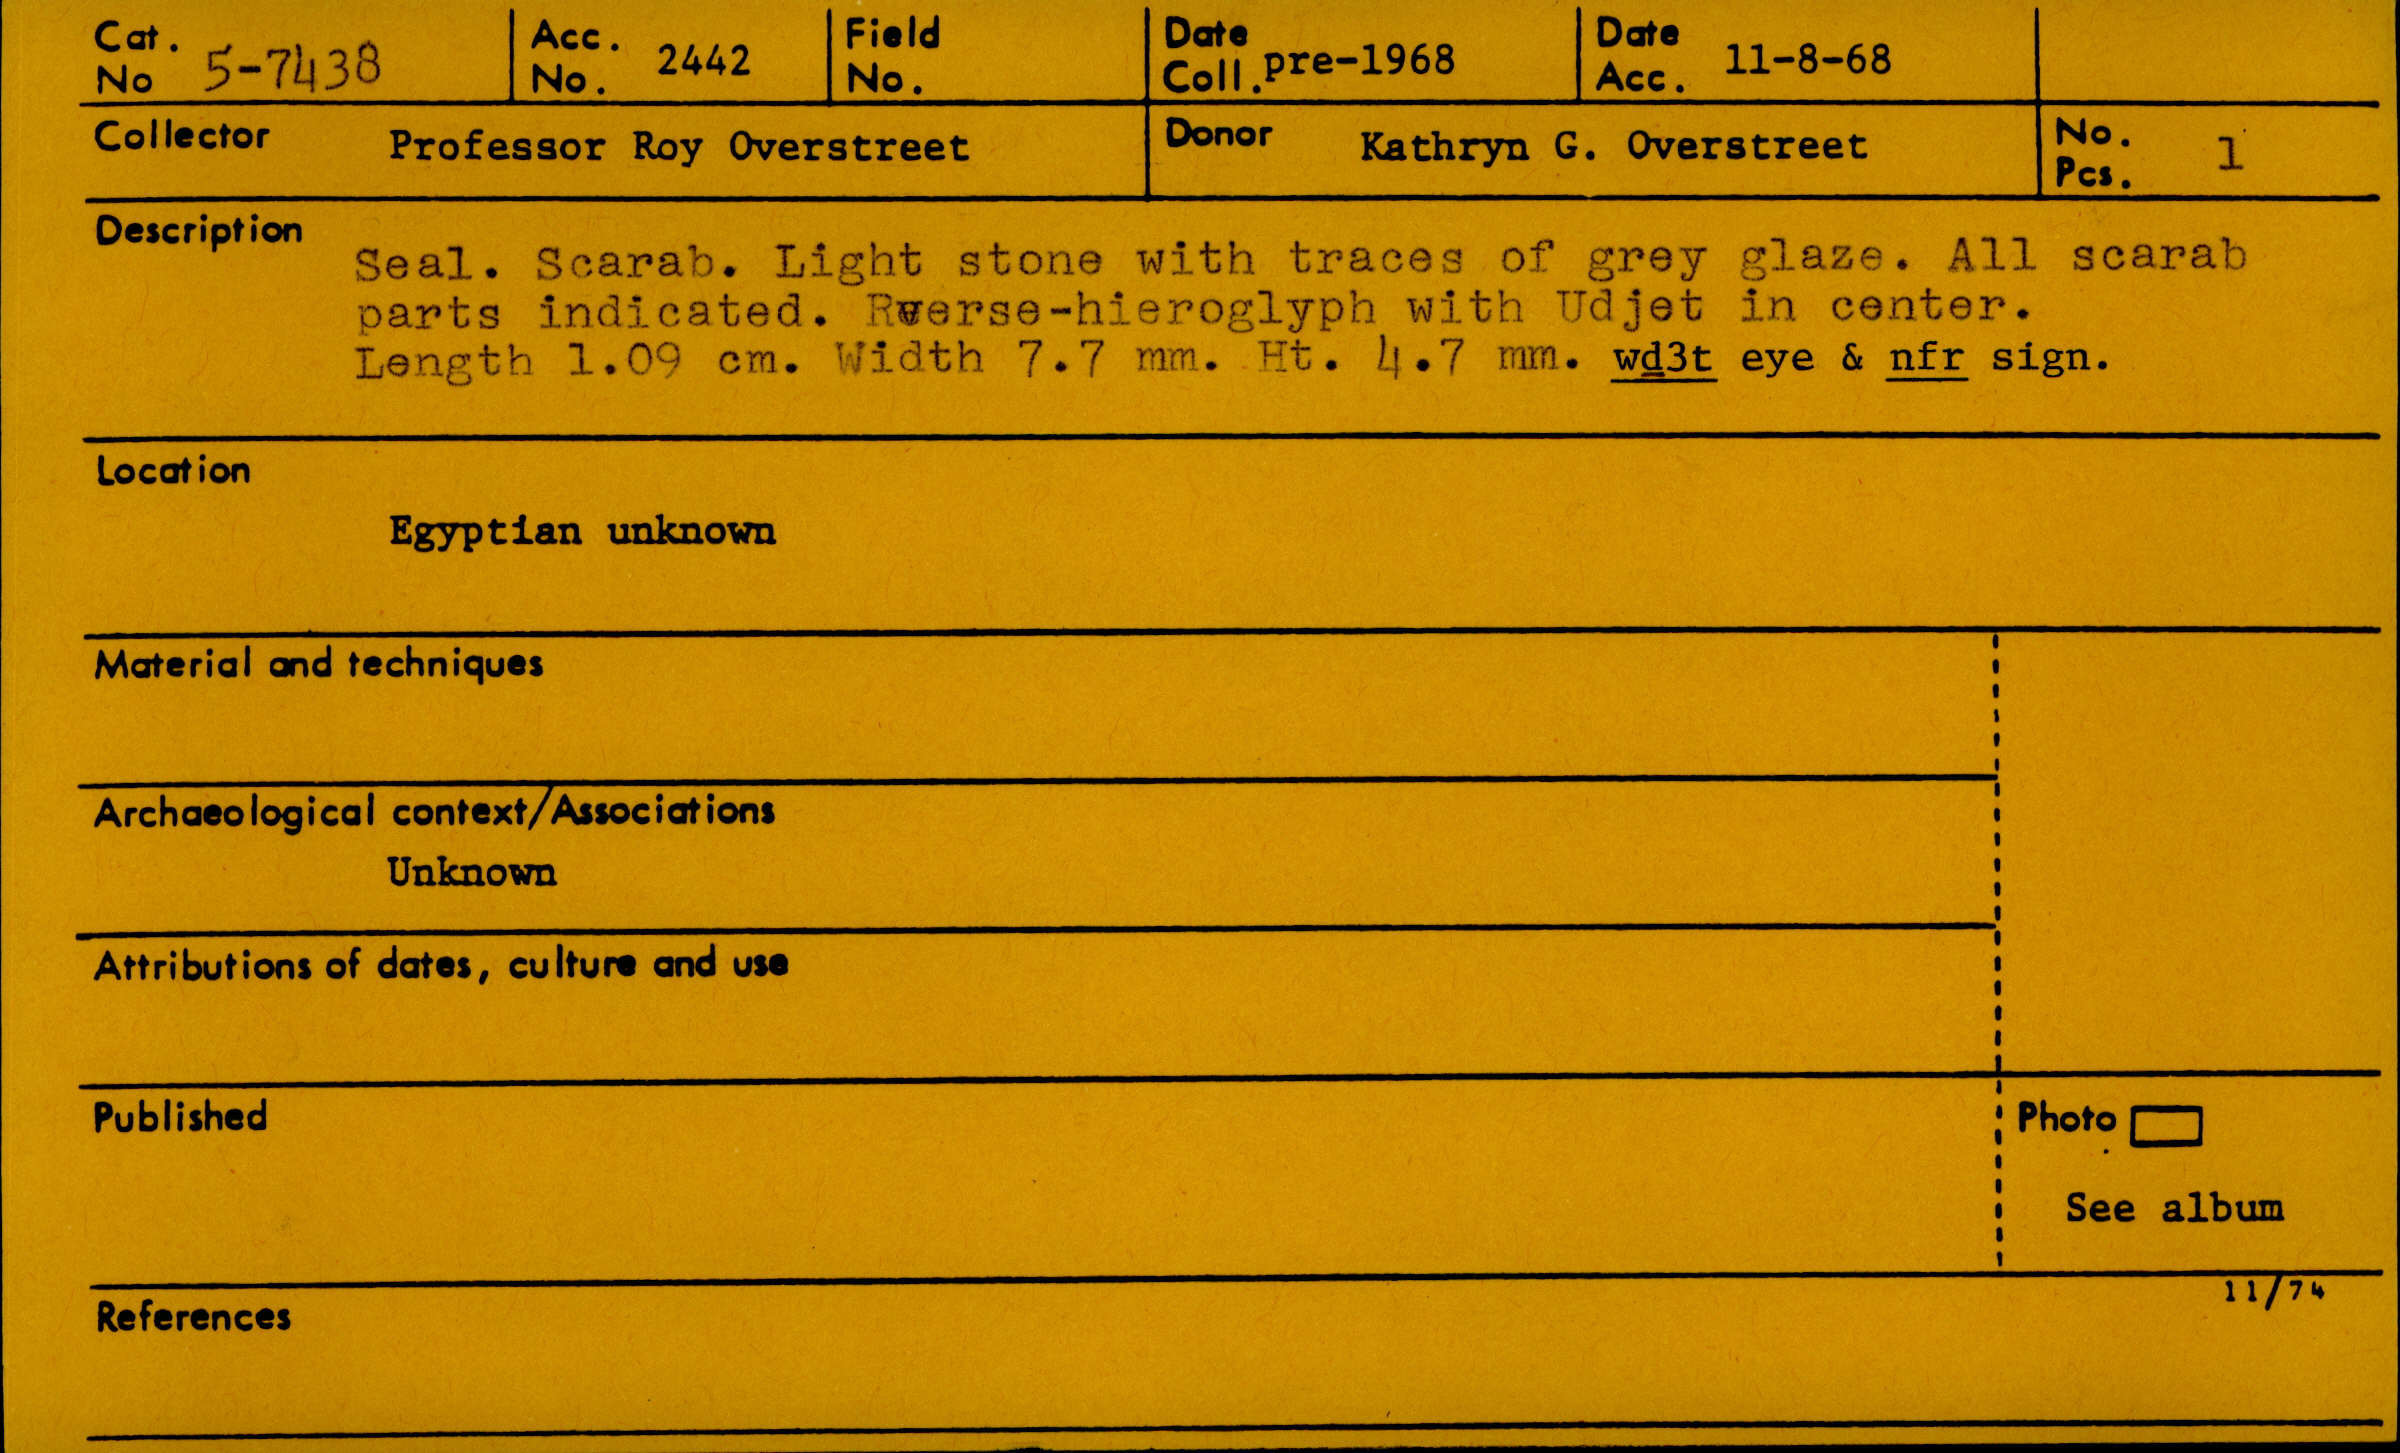 Cat. No 5-7438 Acc. No. 2442 Field No. Date Coll. pre-1968 Date Acc. 11-8-68
Collector Professor Roy Overstreet Donor Kathryn G. Overstreet No. Pcs. 1
Description
Seal. Scarab. Light stone with traces of grey glaze. All scarab
parts indicated. Reverse-hieroglyph with Udjet in center.
Length 1.09 cm. Width 7.7 mm. Ht. 4.7 mm. wḏ3t eye & nfr sign.
Location
Egyptian unknown
Material and techniques
Archaeological context/Associations
Unknown
Attributions of dates, culture and use
Published
Photo
See album
11/74
References